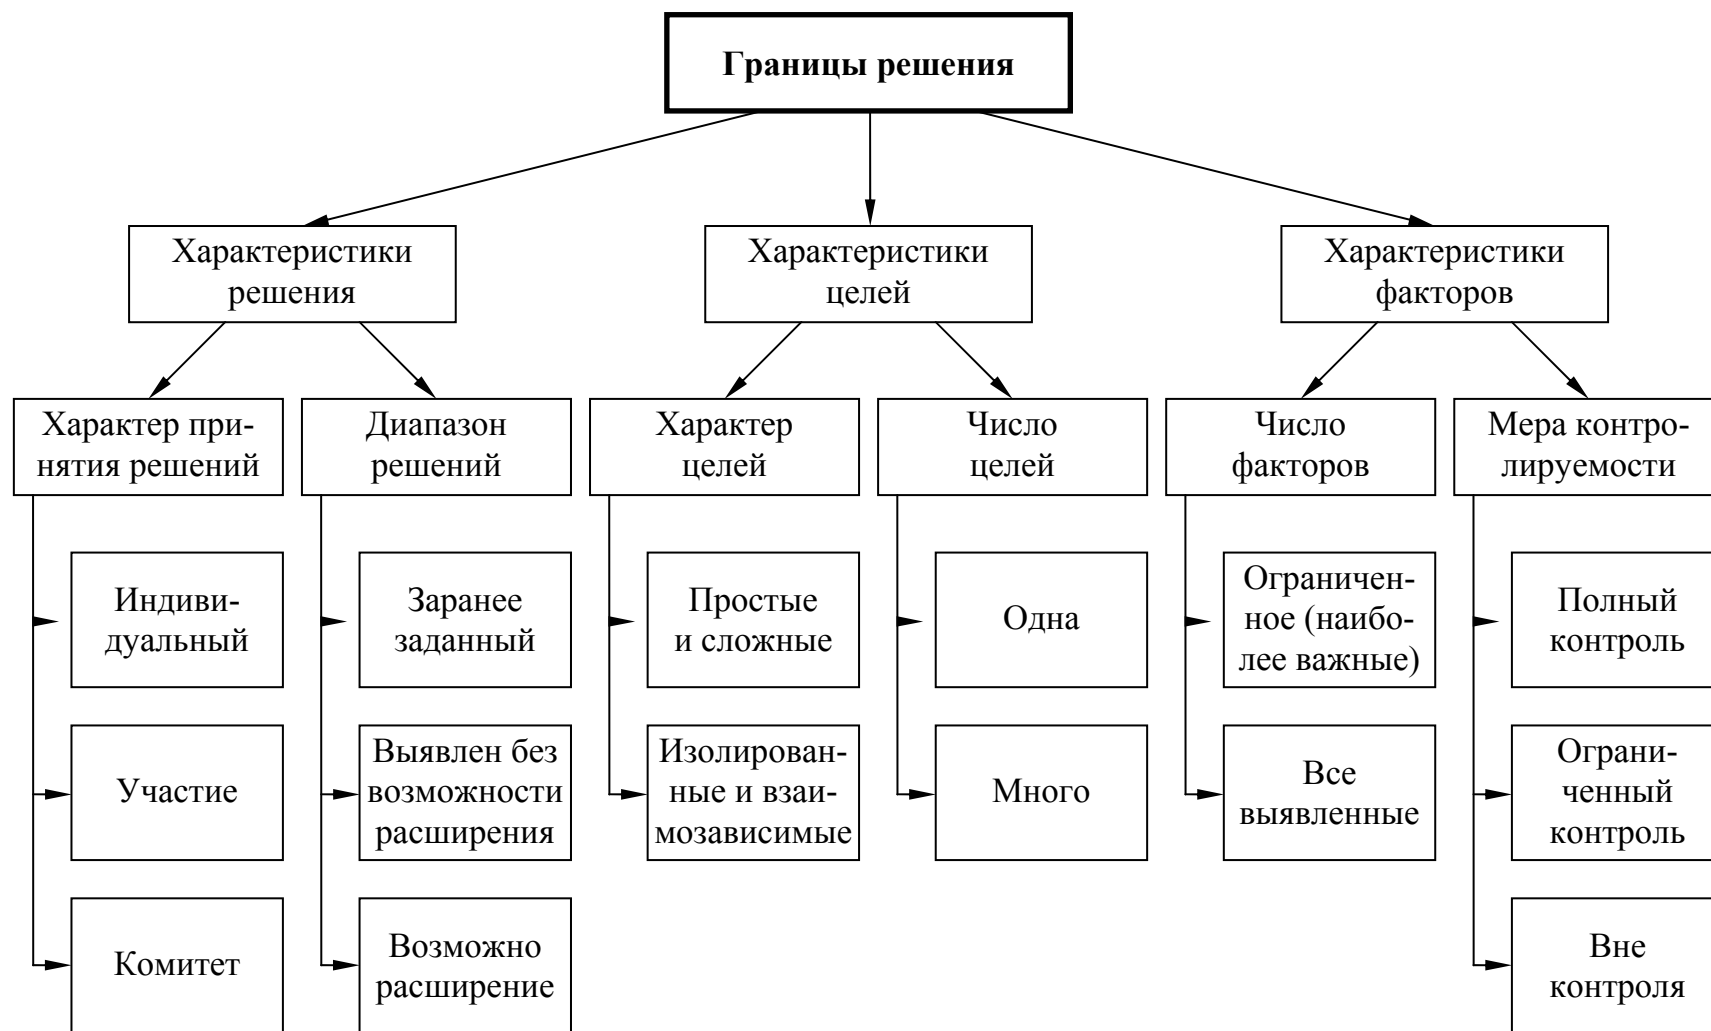 Границы решения
Характеристики
решения
Характеристики
целей
Характеристики
факторов
Характер при-
нятия решений
Диапазон
решений
Характер
целей
Число
целей
Число
факторов
Мера контро-
лируемости
Индиви-
дуальный
Заранее
заданный
Простые
и сложные
Одна
Ограничен-
ное (наибо-
лее важные)
Полный
контроль
Участие
Выявлен без
возможности
расширения
Изолирован-
ные и взаи-
мозависимые
Много
Все
выявленные
Ограни-
ченный
контроль
Комитет
Возможно
расширение
Вне
контроля